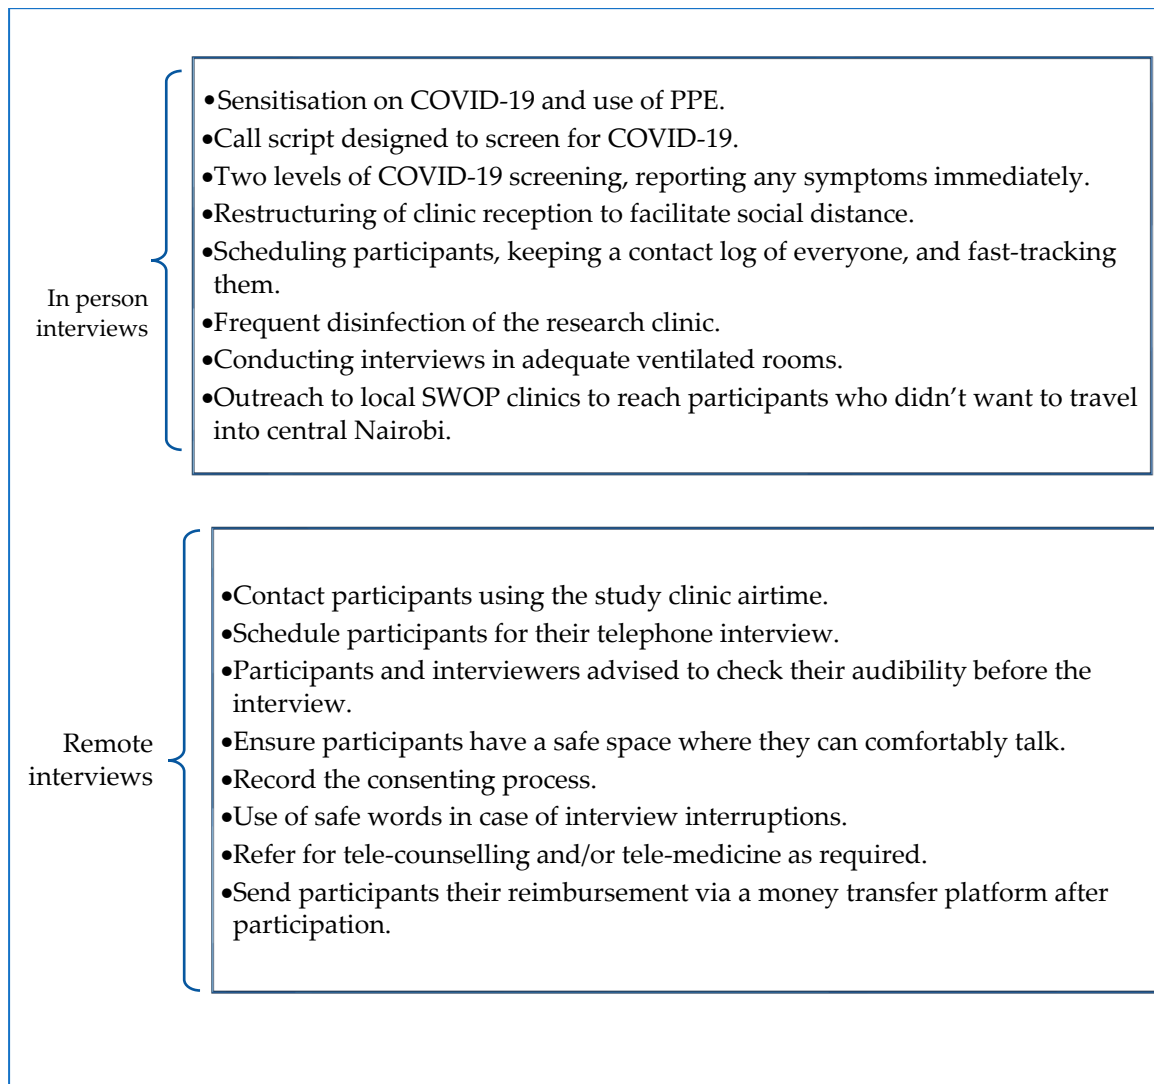 In person
interviews
•Sensitisation on COVID-19 and use of PPE.
•Call script designed to screen for COVID-19.
•Two levels of COVID-19 screening, reporting any symptoms immediately.
•Restructuring of clinic reception to facilitate social distance.
•Scheduling participants, keeping a contact log of everyone, and fast-tracking
them.
•Frequent disinfection of the research clinic.
•Conducting interviews in adequate ventilated rooms.
•Outreach to local SWOP clinics to reach participants who didn’t want to travel
into central Nairobi.
Remote
interviews
•Contact participants using the study clinic airtime.
•Schedule participants for their telephone interview.
•Participants and interviewers advised to check their audibility before the
interview.
•Ensure participants have a safe space where they can comfortably talk.
•Record the consenting process.
•Use of safe words in case of interview interruptions.
•Refer for tele-counselling and/or tele-medicine as required.
•Send participants their reimbursement via a money transfer platform after
participation.